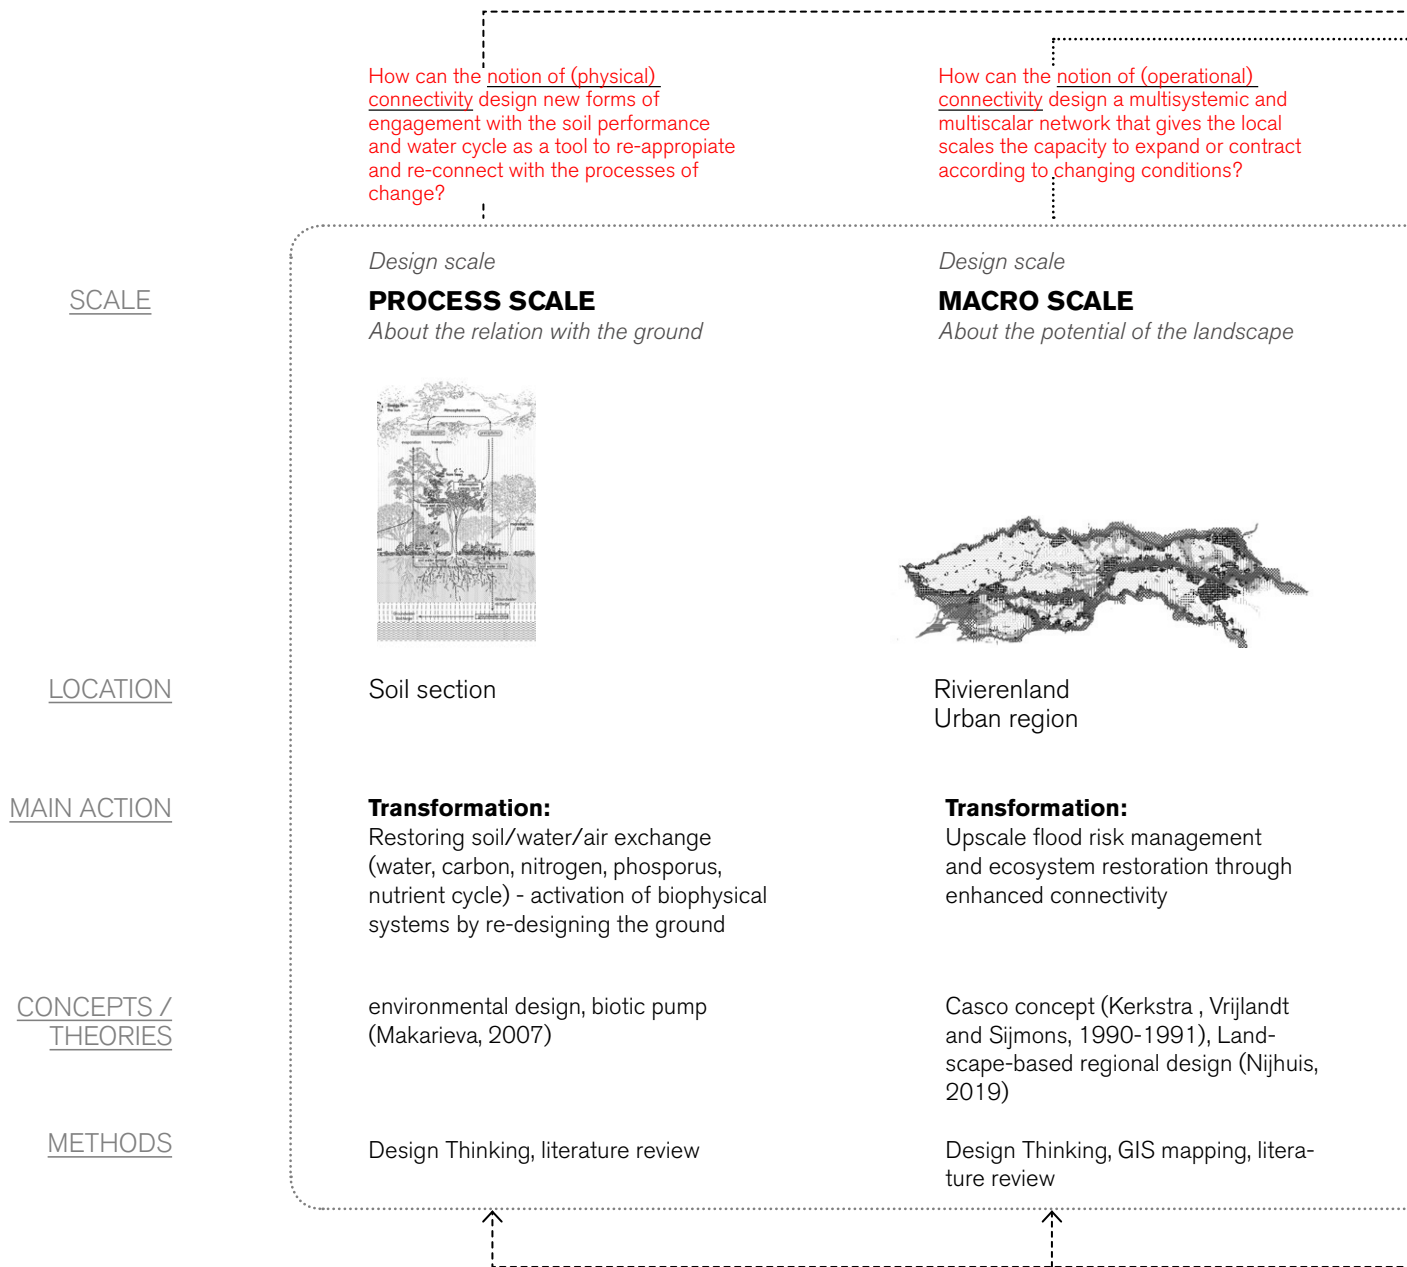 How can the notion of (physical)
connectivity design new forms of
engagement with the soil performance
and water cycle as a tool to re-appropiate
and re-connect with the processes of
change?
How can the notion of (operational)
connectivity design a multisystemic and
multiscalar network that gives the local
scales the capacity to expand or contract
according to changing conditions?
SCALE
Design scale
PROCESS SCALE
About the relation with the ground
Design scale
MACRO SCALE
About the potential of the landscape
Atmospheric moisture
evaporation
transpiration
LOCATION
Soil section
Rivierenland
Urban region
MAIN ACTION
Transformation:
Restoring soil/water/air exchange
(water, carbon, nitrogen, phosporus,
nutrient cycle) - activation of biophysical
systems by re-designing the ground
Transformation:
Upscale flood risk management
and ecosystem restoration through
enhanced connectivity
CONCEPTS /
THEORIES
environmental design, biotic pump
(Makarieva, 2007)
Casco concept (Kerkstra , Vrijlandt
and Sijmons, 1990-1991), Land-
scape-based regional design (Nijhuis,
2019)
METHODS
Design Thinking, literature review
Design Thinking, GIS mapping, litera-
ture review